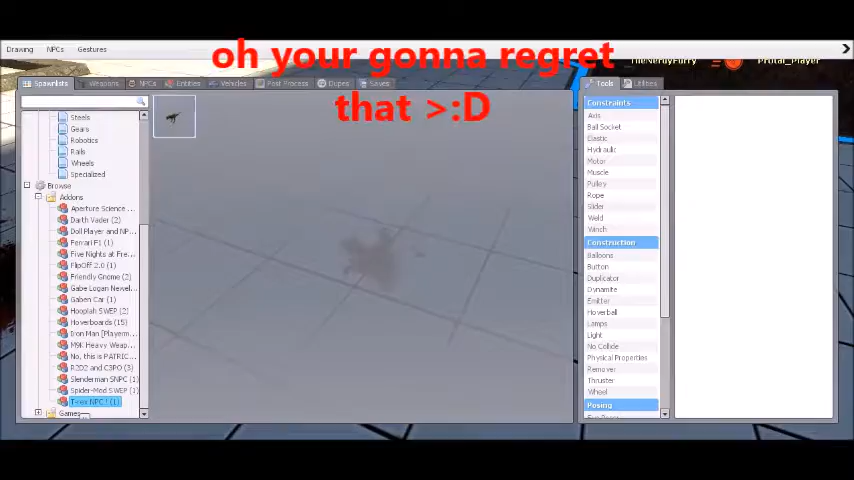 Drawing NPCs Gestures
oh your gonna regret
that >:D
TheNerdyFurry Portal_Player
Spawnlists Weapons NPCs Entities Vehicles Post Process Dupes Saves
Tools Utilities
Steels
Gears
Robotics
Rails
Wheels
Specialized
Browse
Addons
Aperture Science ...
Darth Vader (2)
Doll Player and NP...
Ferrari F1 (1)
Five Nights at Fre...
FlipOff 2.0 (1)
Friendly Gnome (2)
Gabe Logan Newel...
Gaben Car (1)
Hooplah SWEP (2)
Hoverboards (15)
Iron Man [Playerm...
M9K Heavy Weap...
No, this is PATRIC...
R2D2 and C3PO (3)
Slenderman SNPC (1)
Spider-Mod SWEP (1)
T-rex NPC! (1)
Games
Constraints
Axis
Ball Socket
Elastic
Hydraulic
Motor
Muscle
Pulley
Rope
Slider
Weld
Winch
Construction
Balloons
Button
Duplicator
Dynamite
Emitter
Hoverball
Lamps
Light
No Collide
Physical Properties
Remover
Thruster
Wheel
Posing